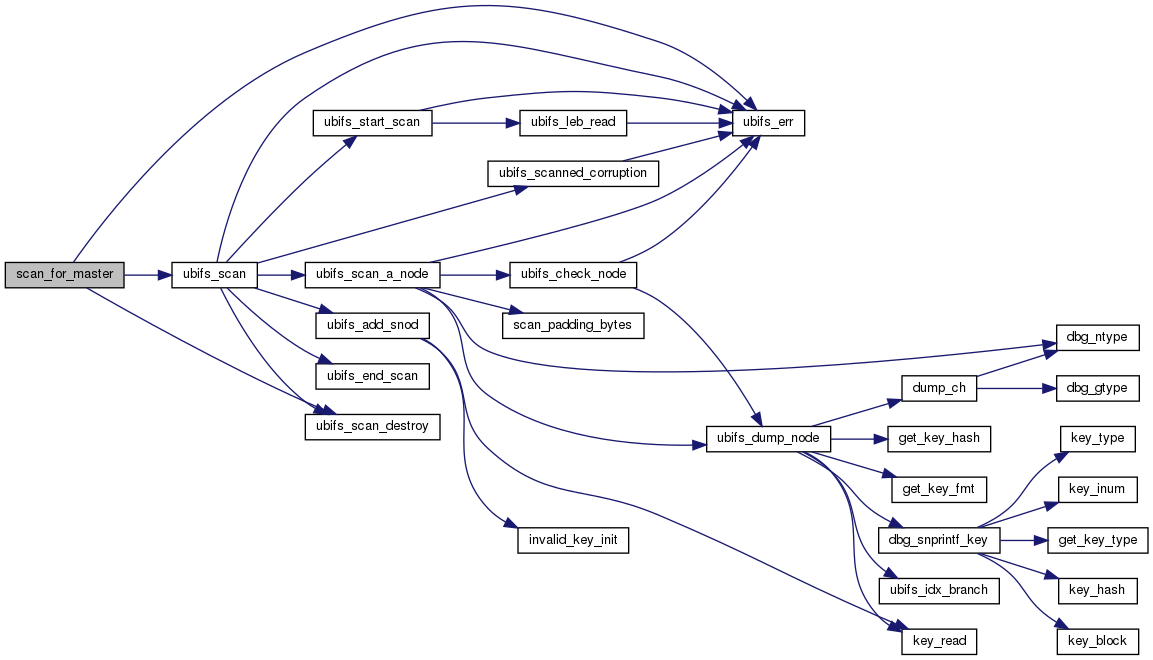 scan_for_master
ubifs_scan
ubifs_start_scan
ubifs_leb_read
ubifs_err
ubifs_scanned_corruption
ubifs_scan_a_node
ubifs_check_node
ubifs_add_snod
scan_padding_bytes
ubifs_end_scan
ubifs_scan_destroy
invalid_key_init
ubifs_dump_node
dump_ch
dbg_ntype
dbg_gtype
get_key_hash
get_key_fmt
dbg_snprintf_key
key_type
key_inum
get_key_type
key_hash
key_block
ubifs_idx_branch
key_read